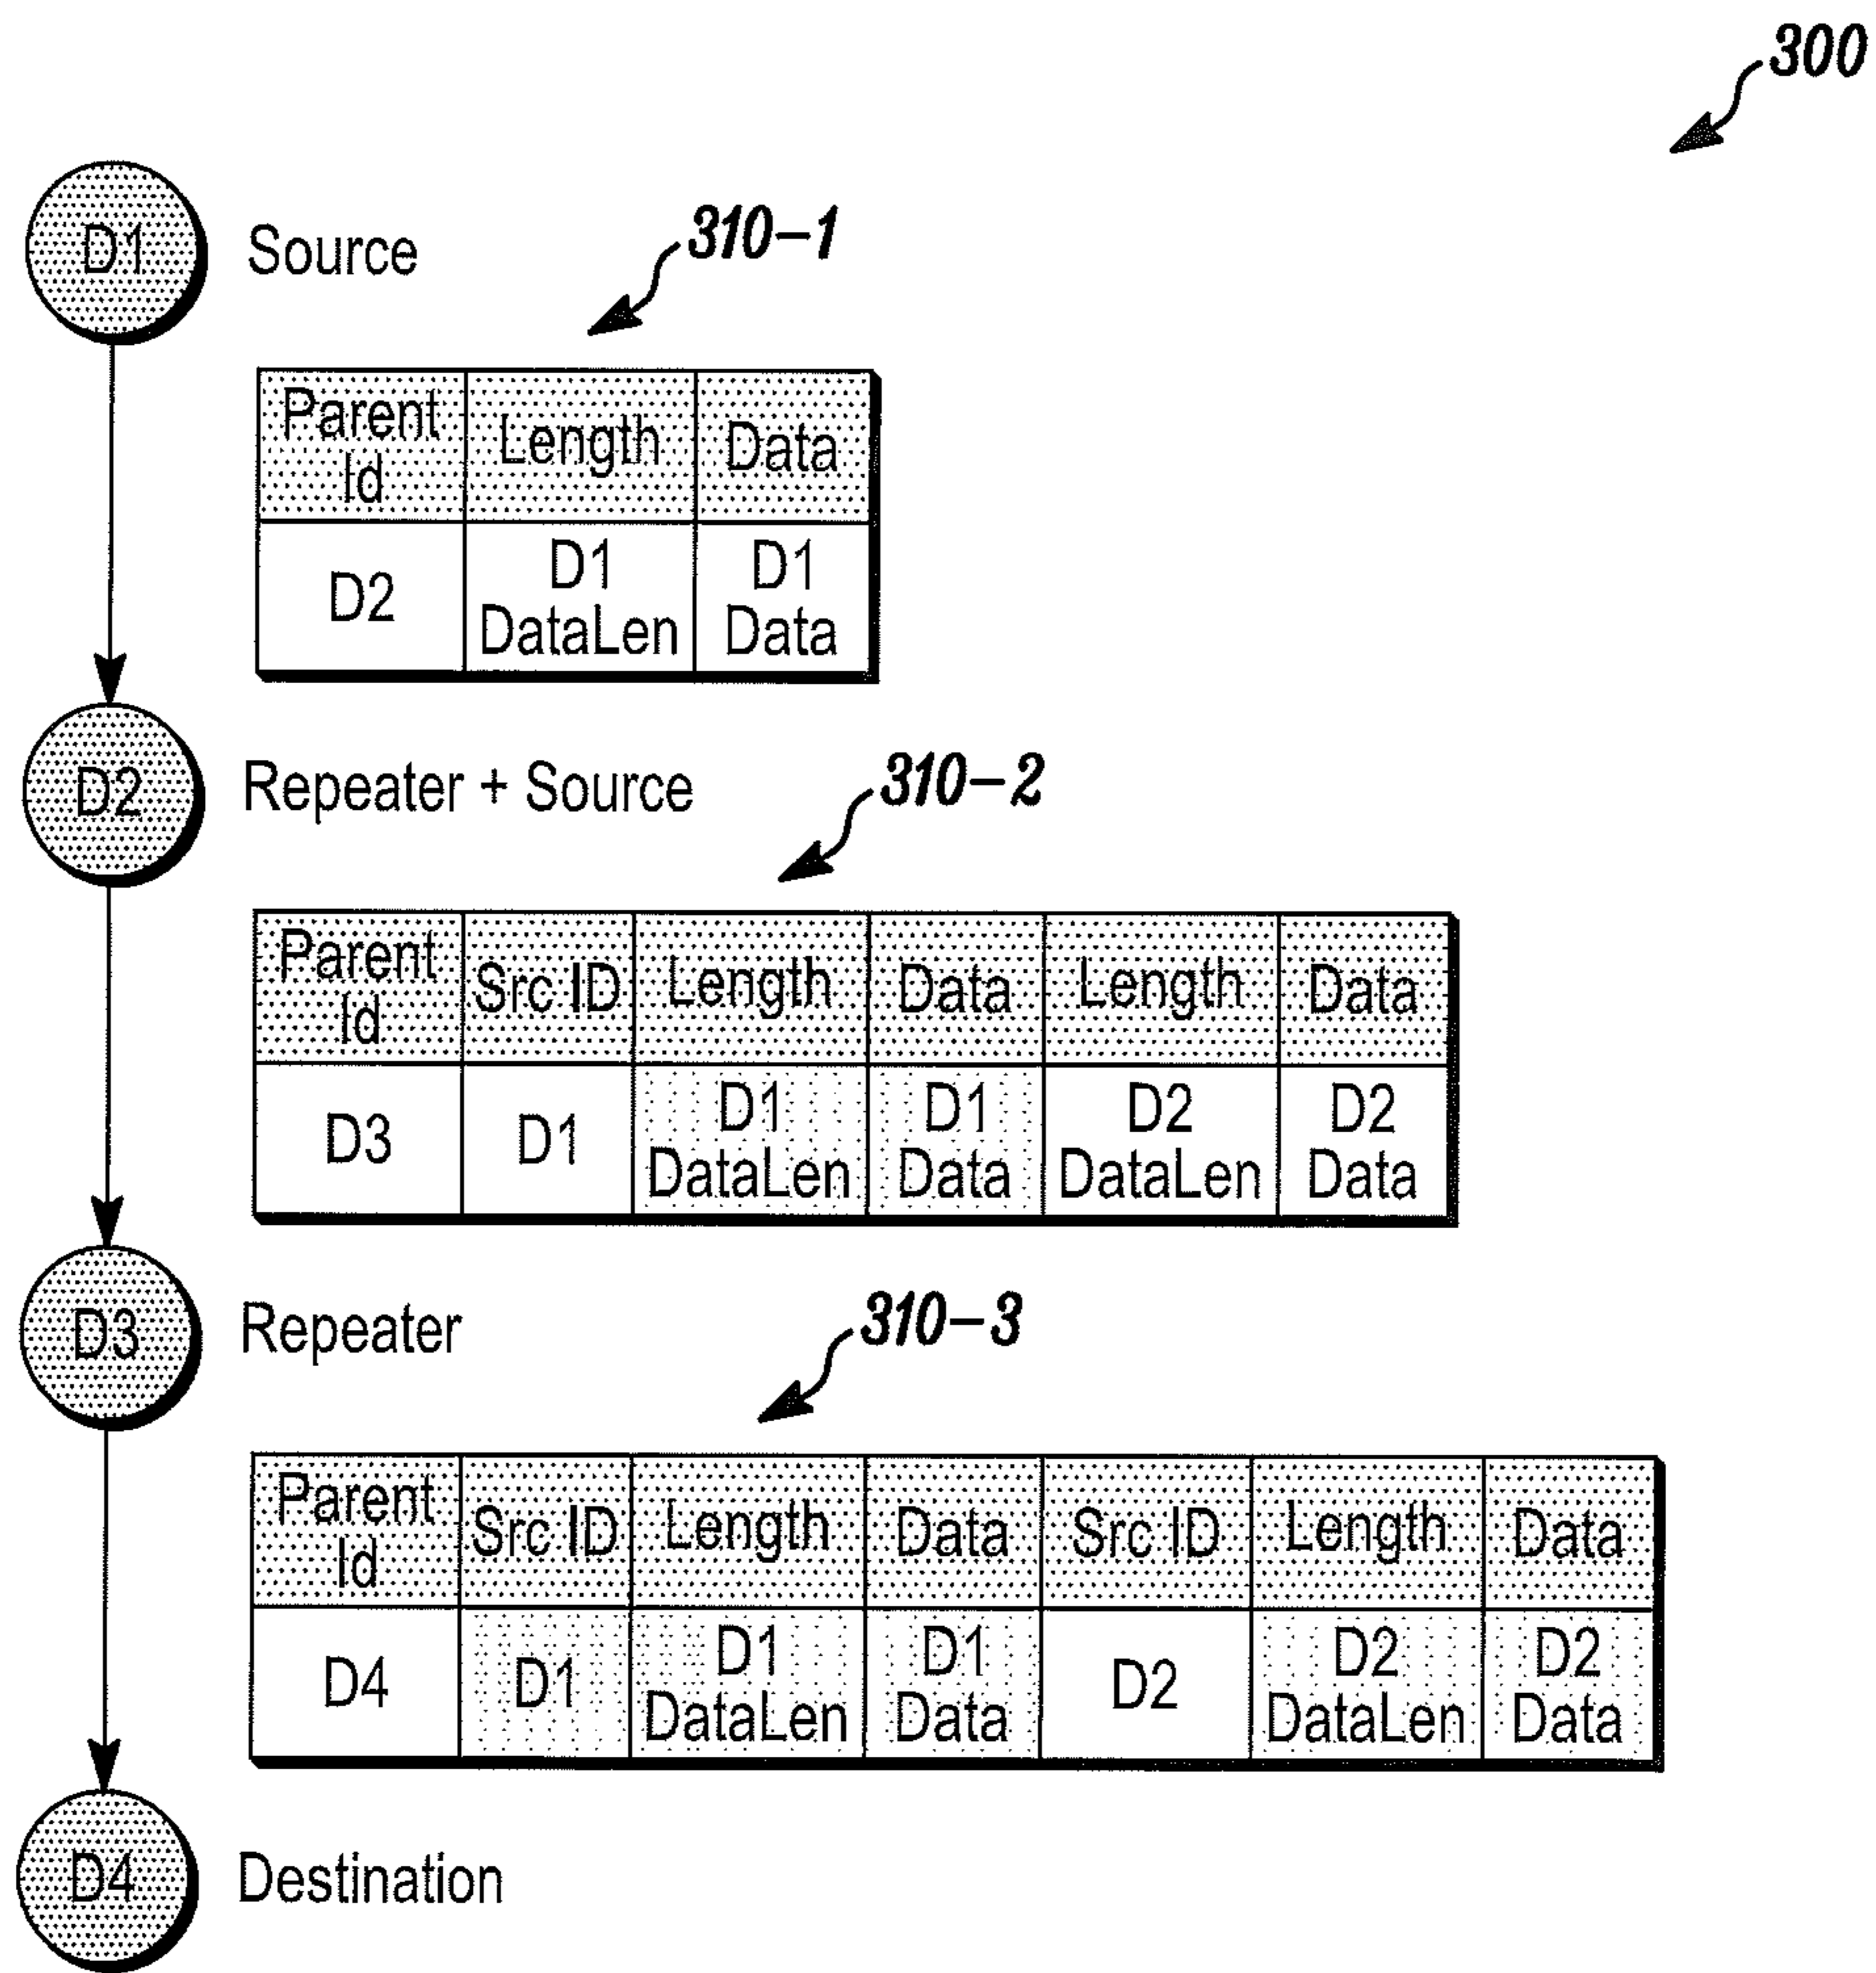 300
D1 Source
310-1
Parent Id Length Data
D2 D1 DataLen D1 Data
D2 Repeater + Source
310-2
Parent Id Src ID Length Data Length Data
D3 D1 D1 DataLen D1 Data D2 DataLen D2 Data
D3 Repeater
310-3
Parent Id Src ID Length Data Src ID Length Data
D4 D1 D1 DataLen D1 Data D2 D2 DataLen D2 Data
D4 Destination